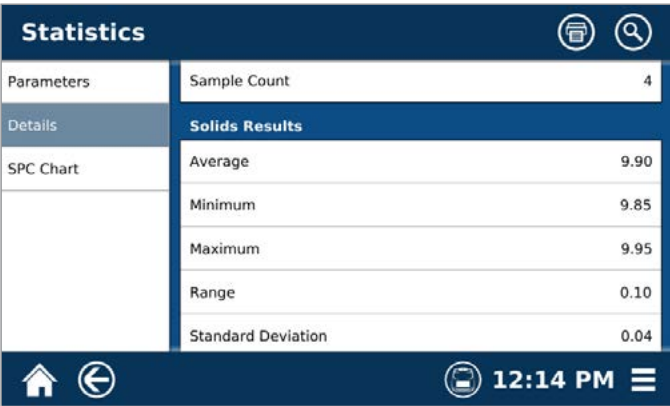 Statistics
Parameters
Details
SPC Chart
Sample Count 4
Solids Results
Average 9.90
Minimum 9.85
Maximum 9.95
Range 0.10
Standard Deviation 0.04
12:14 PM